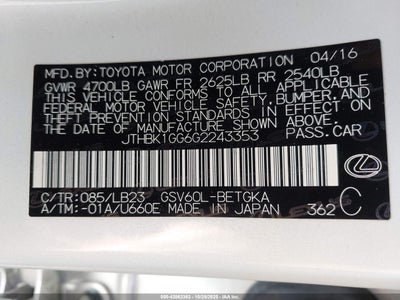 MFD.BY:TOYOTA MOTOR CORPORATION 04/16
GVWR 4700LB GAWR FR 2625LB RR 2540LB
THIS VEHICLE CONFORMS TO ALL APPLICABLE
FEDERAL MOTOR VEHICLE SAFETY, BUMPER, AND
THEFT PREVENTION STANDARDS IN EFFECT ON
THE DATE OF MANUFACTURE SHOWN ABOVE.
JTHBK1GG6G2243353 PASS.CAR
C/TR:085/LB23 GSV60L-BETGKA
A/TM:-01A/U660E MADE IN JAPAN 362 C